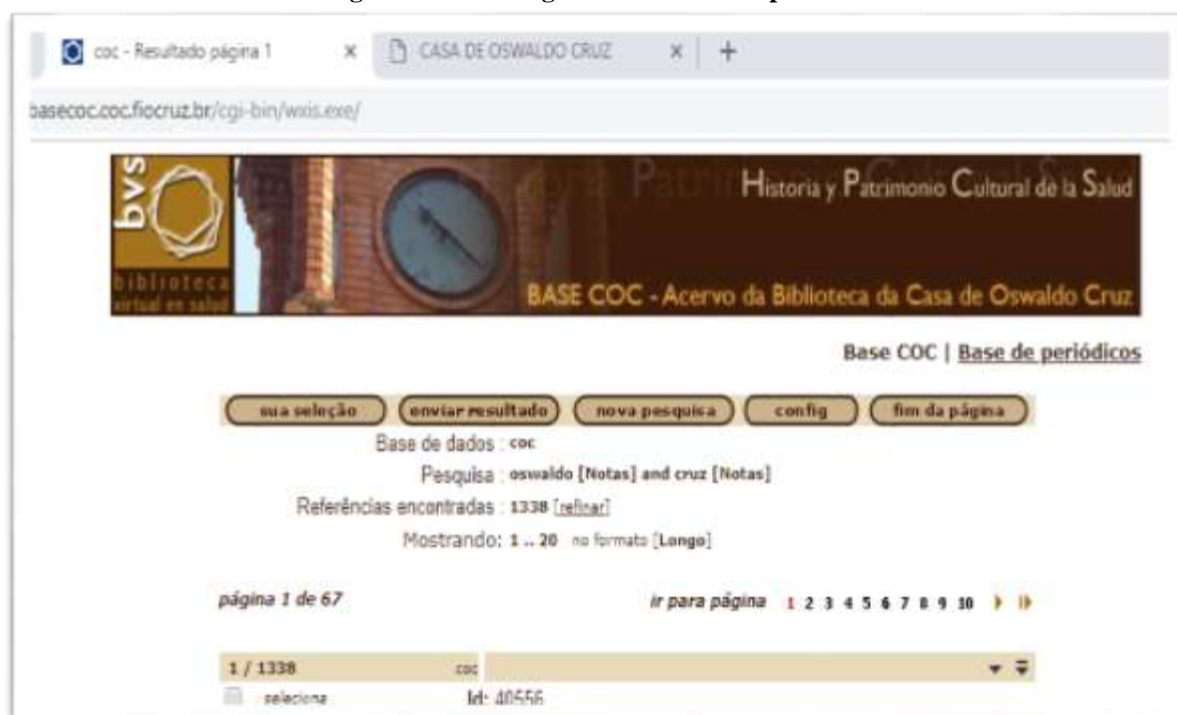 coc - Resultado página 1 x CASA DE OSWALDO CRUZ x +
basecoc.coc.fiocruz.br/cgi-bin/wxis.exe/
bvs
biblioteca
virtual en salud
Historia y Patrimonio Cultural de la Salud
BASE COC - Acervo da Biblioteca da Casa de Oswaldo Cruz
Base COC | Base de periódicos
sua seleção enviar resultado nova pesquisa config fim da página
Base de dados : coc
Pesquisa : oswaldo [Notas] and cruz [Notas]
Referências encontradas : 1338 [refinar]
Mostrando: 1 .. 20 no formato [Longo]
página 1 de 67 ir para página 1 2 3 4 5 6 7 8 9 10
1 / 1338 coc
seleciona Id: 40556